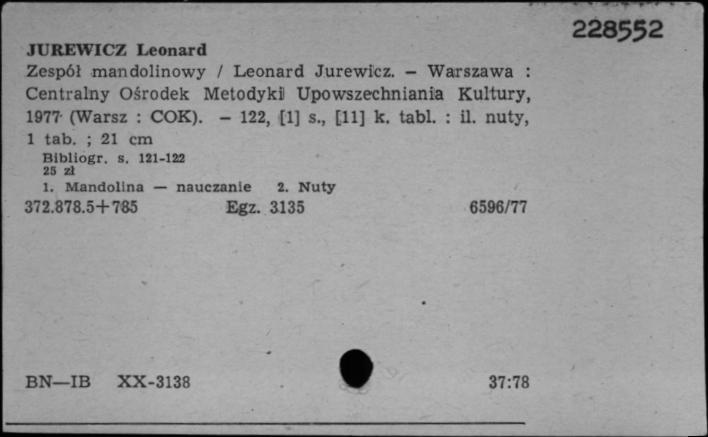 228552
JUREWICZ Leonard
Zespół mandolinowy / Leonard Jurewicz. — Warszawa :
Centralny Ośrodek Metodyki Upowszechniania Kultury,
1977 (Warsz : COK). — 122, [1] s., [11] k. tabl. : il. nuty,
1 tab. ; 21 cm
Bibliogr. s. 121-122
25 zł
1. Mandolina — nauczanie 2. Nuty
372.878.5+785 Egz. 3135 6596/77
BN—IB XX-3138 37:78